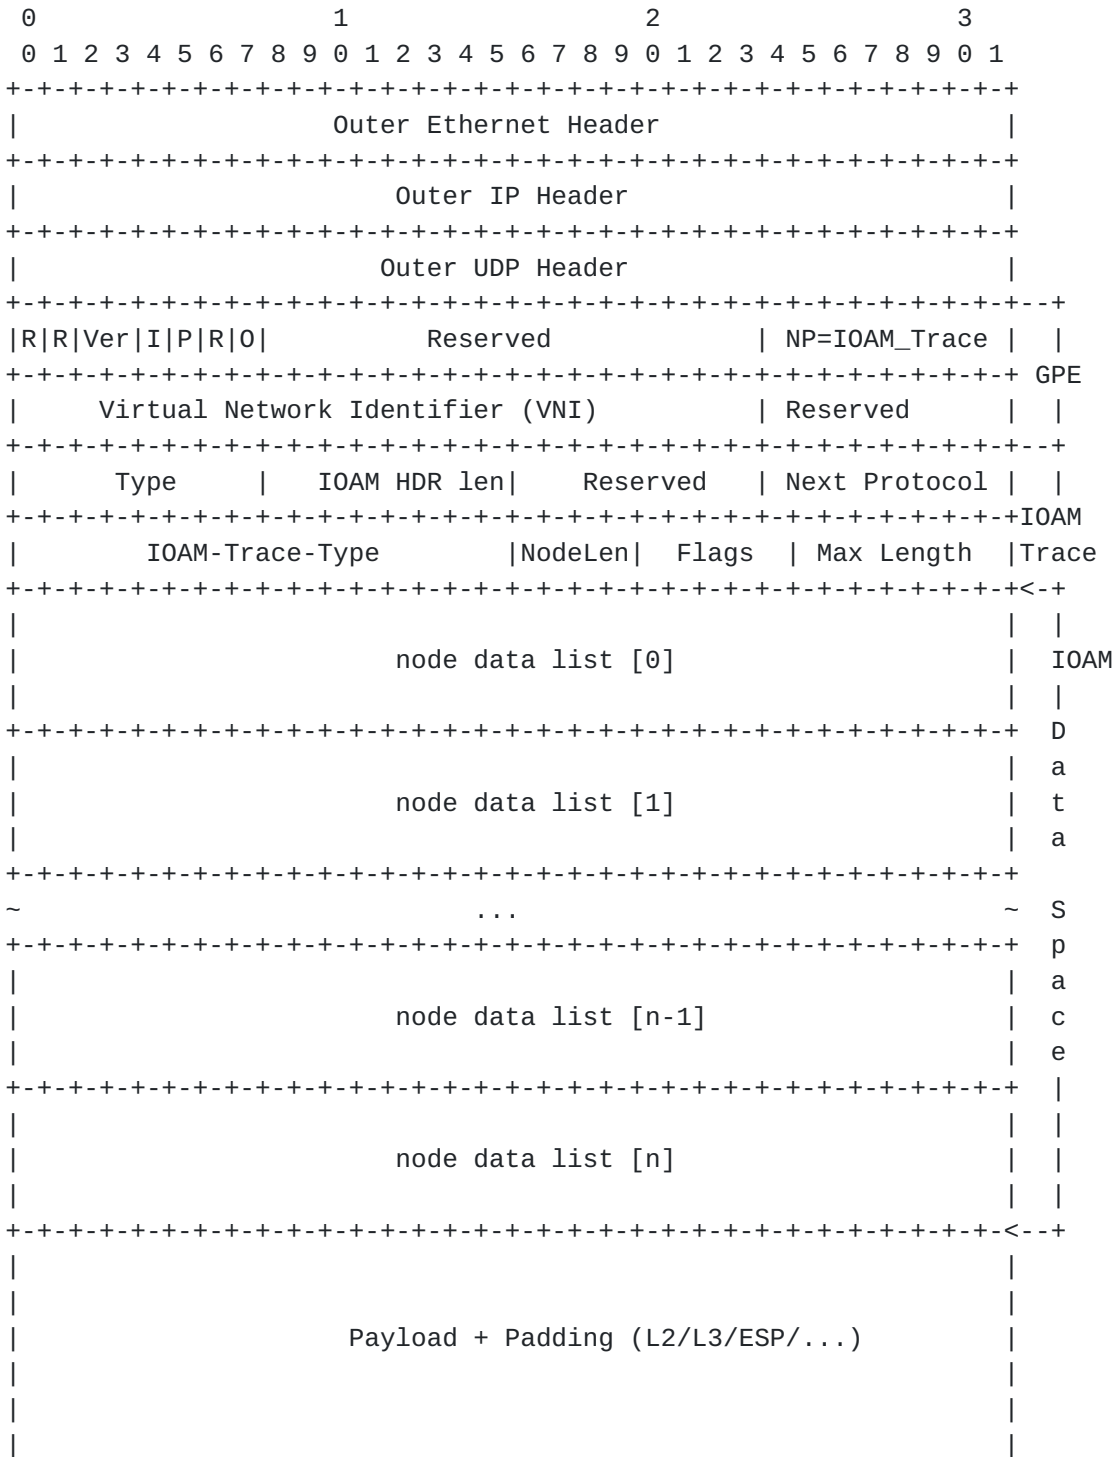 0                   1                   2                   3
 0 1 2 3 4 5 6 7 8 9 0 1 2 3 4 5 6 7 8 9 0 1 2 3 4 5 6 7 8 9 0 1
+-+-+-+-+-+-+-+-+-+-+-+-+-+-+-+-+-+-+-+-+-+-+-+-+-+-+-+-+-+-+-+-+
|                    Outer Ethernet Header                      |
+-+-+-+-+-+-+-+-+-+-+-+-+-+-+-+-+-+-+-+-+-+-+-+-+-+-+-+-+-+-+-+-+
|                        Outer IP Header                        |
+-+-+-+-+-+-+-+-+-+-+-+-+-+-+-+-+-+-+-+-+-+-+-+-+-+-+-+-+-+-+-+-+
|                       Outer UDP Header                        |
+-+-+-+-+-+-+-+-+-+-+-+-+-+-+-+-+-+-+-+-+-+-+-+-+-+-+-+-+-+-+-+-+--+
|R|R|Ver|I|P|R|O|          Reserved             | NP=IOAM_Trace |  |
+-+-+-+-+-+-+-+-+-+-+-+-+-+-+-+-+-+-+-+-+-+-+-+-+-+-+-+-+-+-+-+-+ GPE
|     Virtual Network Identifier (VNI)          | Reserved      |  |
+-+-+-+-+-+-+-+-+-+-+-+-+-+-+-+-+-+-+-+-+-+-+-+-+-+-+-+-+-+-+-+-+--+
|      Type     |   IOAM HDR len|    Reserved   | Next Protocol |  |
+-+-+-+-+-+-+-+-+-+-+-+-+-+-+-+-+-+-+-+-+-+-+-+-+-+-+-+-+-+-+-+-+IOAM
|        IOAM-Trace-Type        |NodeLen|  Flags  | Max Length  |Trace
+-+-+-+-+-+-+-+-+-+-+-+-+-+-+-+-+-+-+-+-+-+-+-+-+-+-+-+-+-+-+-+-+<-+
|                                                               |  |
|                        node data list [0]                     |  IOAM
|                                                               |  |
+-+-+-+-+-+-+-+-+-+-+-+-+-+-+-+-+-+-+-+-+-+-+-+-+-+-+-+-+-+-+-+-+  D
|                                                               |  a
|                        node data list [1]                     |  t
|                                                               |  a
+-+-+-+-+-+-+-+-+-+-+-+-+-+-+-+-+-+-+-+-+-+-+-+-+-+-+-+-+-+-+-+-+
~                             ...                               ~  S
+-+-+-+-+-+-+-+-+-+-+-+-+-+-+-+-+-+-+-+-+-+-+-+-+-+-+-+-+-+-+-+-+  p
|                                                               |  a
|                        node data list [n-1]                   |  c
|                                                               |  e
+-+-+-+-+-+-+-+-+-+-+-+-+-+-+-+-+-+-+-+-+-+-+-+-+-+-+-+-+-+-+-+-+  |
|                                                               |  |
|                        node data list [n]                     |  |
|                                                               |  |
+-+-+-+-+-+-+-+-+-+-+-+-+-+-+-+-+-+-+-+-+-+-+-+-+-+-+-+-+-+-+-+-<--+
|                                                               |
|                                                               |
|                     Payload + Padding (L2/L3/ESP/...)         |
|                                                               |
|                                                               |
|                                                               |